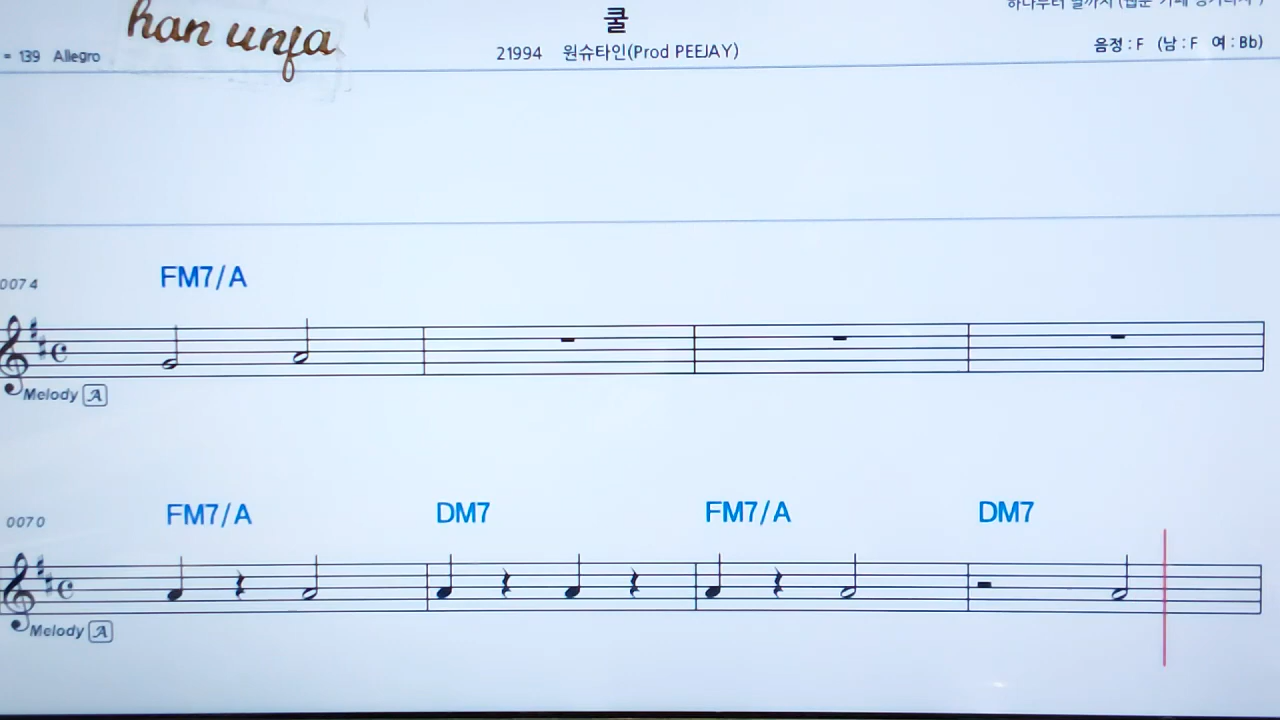 han unfa
쿨
= 139 Allegro
21994 원슈타인(Prod PEEJAY)
음정 : F (남 : F 여 : Bb)
0074
FM7/A
Melody A
0070
FM7/A DM7 FM7/A DM7
Melody A